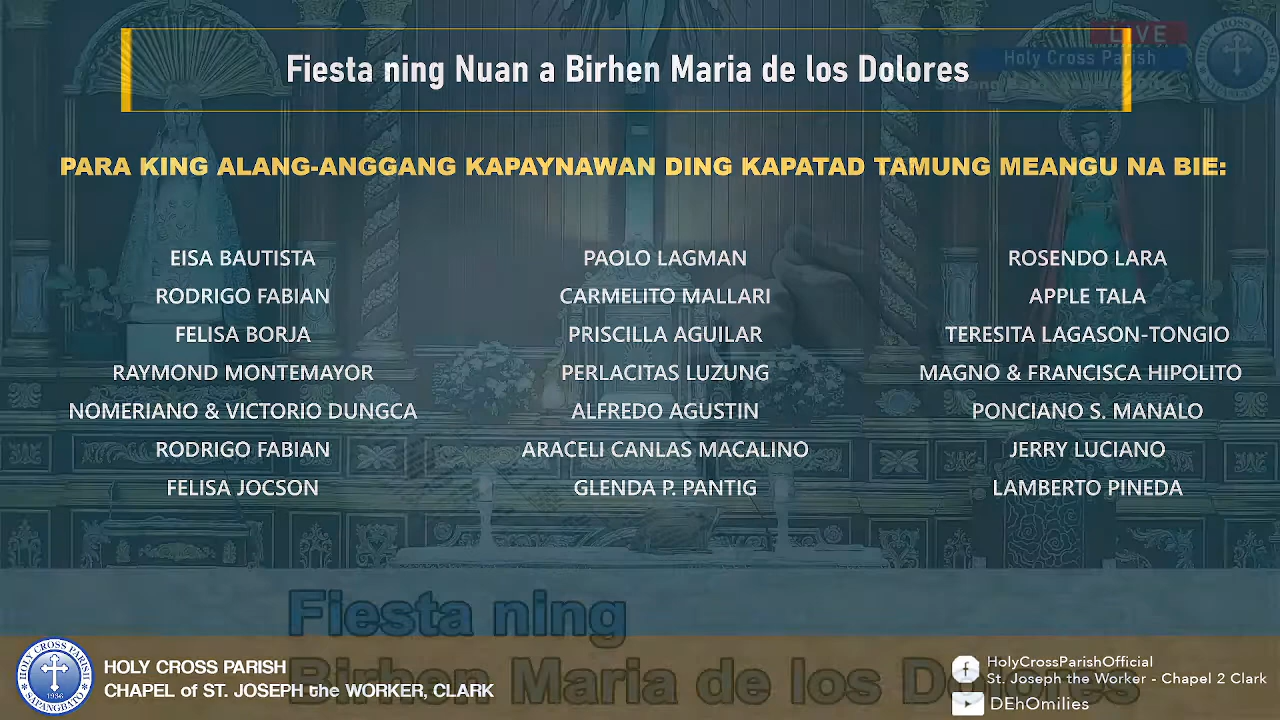 LIVE
Holy Cross Parish
Fiesta ning Nuan a Birhen Maria de los Dolores
PARA KING ALANG-ANGGANG KAPAYNAWAN DING KAPATAD TAMUNG MEANGU NA BIE:
EISA BAUTISTA
RODRIGO FABIAN
FELISA BORJA
RAYMOND MONTEMAYOR
NOMERIANO & VICTORIO DUNGCA
RODRIGO FABIAN
FELISA JOCSON
PAOLO LAGMAN
CARMELITO MALLARI
PRISCILLA AGUILAR
PERLACITAS LUZUNG
ALFREDO AGUSTIN
ARACELI CANLAS MACALINO
GLENDA P. PANTIG
ROSENDO LARA
APPLE TALA
TERESITA LAGASON-TONGIO
MAGNO & FRANCISCA HIPOLITO
PONCIANO S. MANALO
JERRY LUCIANO
LAMBERTO PINEDA
Fiesta ning
Birhen Maria de los Dolores
HOLY CROSS PARISH
SAPANGBATO
1936
HOLY CROSS PARISH
CHAPEL of ST. JOSEPH the WORKER, CLARK
HolyCrossParishOfficial
St. Joseph the Worker - Chapel 2 Clark
DEhOmilies